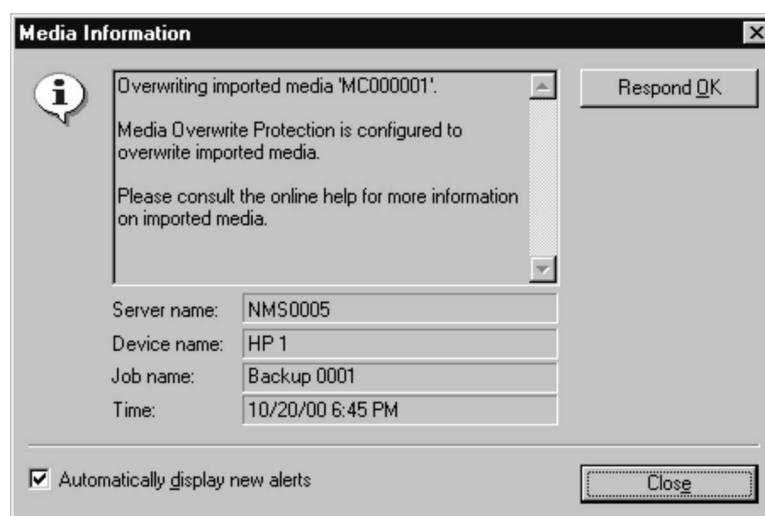 Media Information
Overwriting imported media 'MC000001'.
Media Overwrite Protection is configured to
overwrite imported media.
Please consult the online help for more information
on imported media.
Respond OK
Server name: NMS0005
Device name: HP 1
Job name: Backup 0001
Time: 10/20/00 6:45 PM
Automatically display new alerts
Close